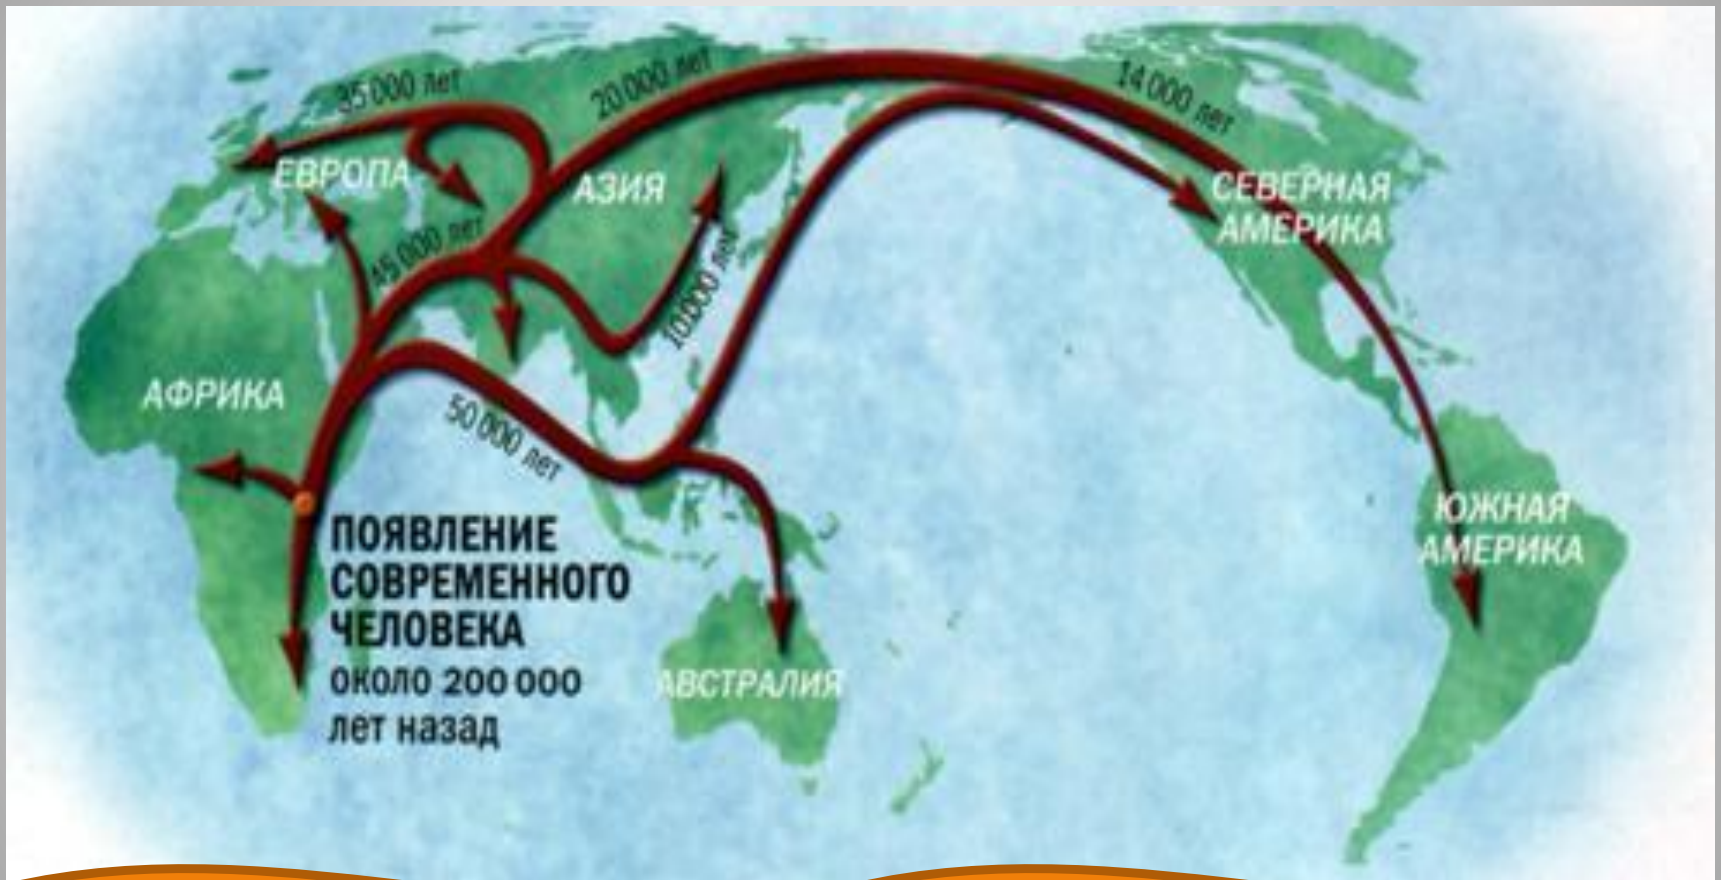 35 000 лет
20 000 лет
14 000 лет
ЕВРОПА
АЗИЯ
СЕВЕРНАЯ
АМЕРИКА
45 000 лет
10 000 лет
АФРИКА
50 000 лет
ПОЯВЛЕНИЕ
СОВРЕМЕННОГО
ЧЕЛОВЕКА
ОКОЛО 200 000
лет назад
ЮЖНАЯ
АМЕРИКА
АВСТРАЛИЯ